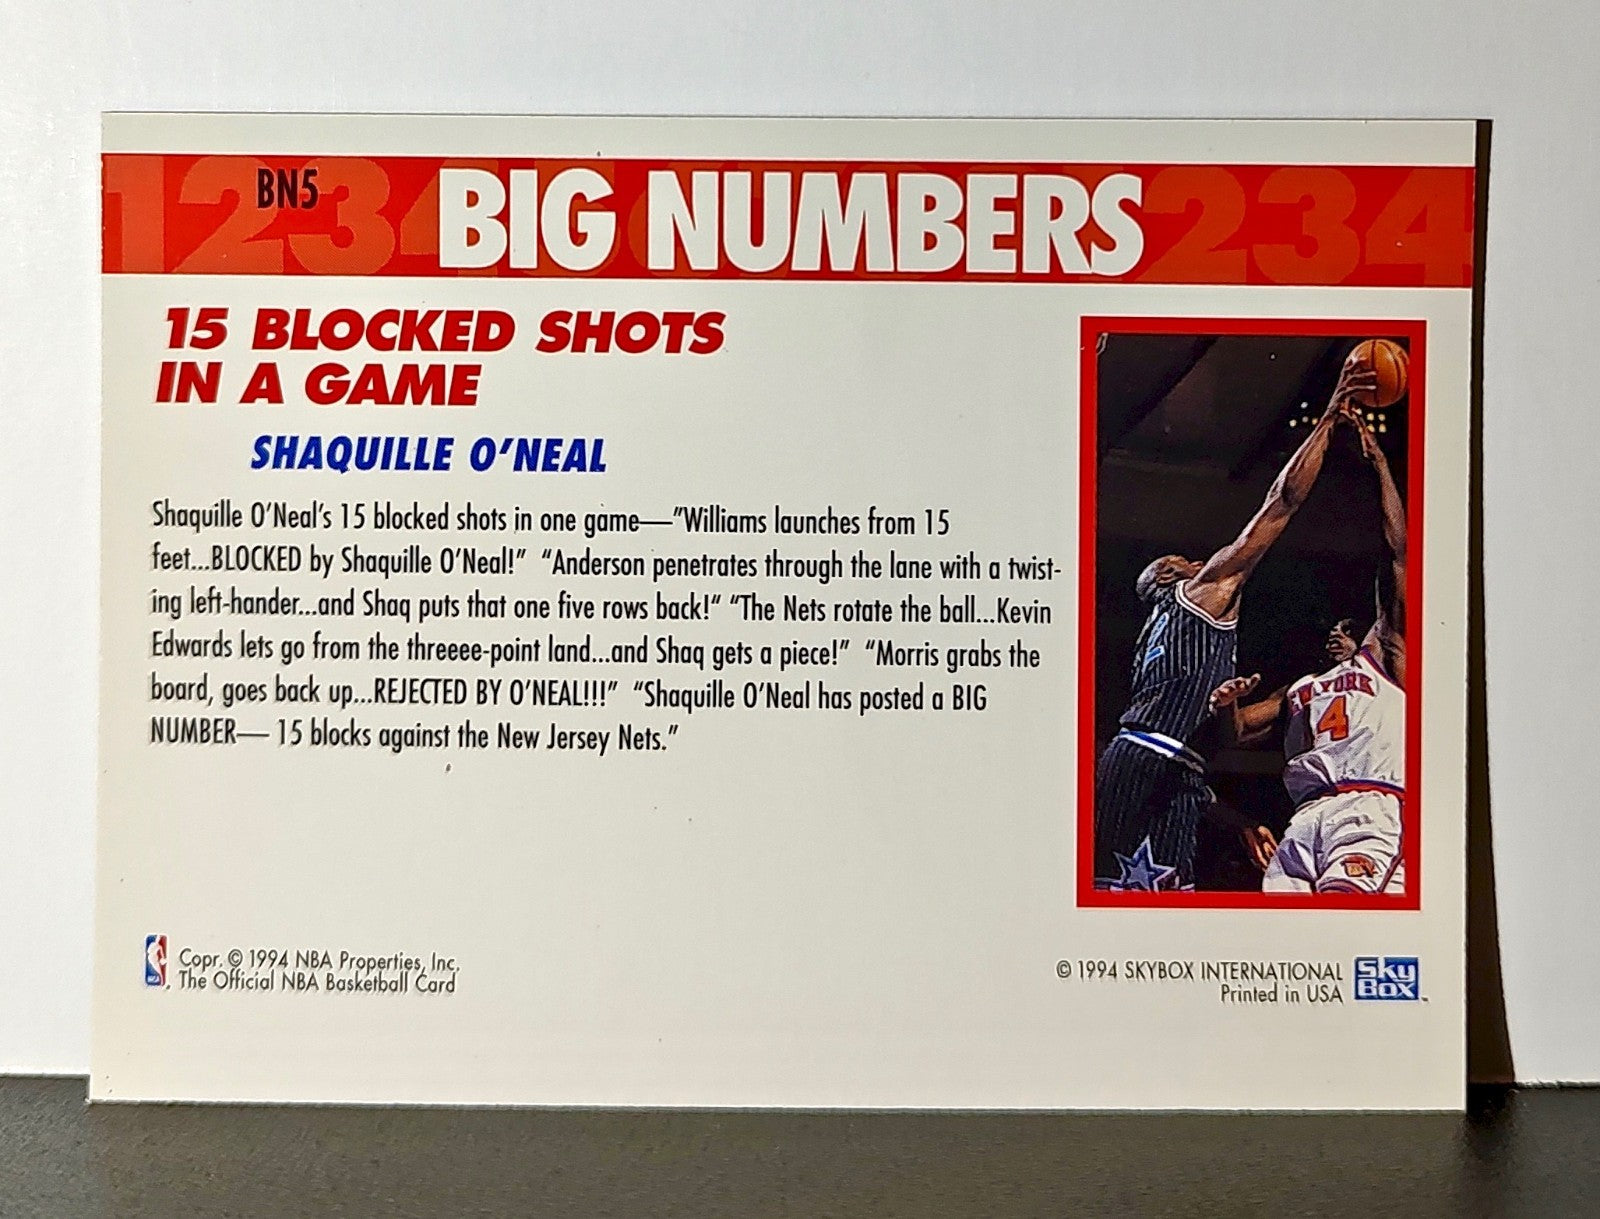 BN5 BIG NUMBERS
15 BLOCKED SHOTS
IN A GAME
SHAQUILLE O'NEAL
Shaquille O'Neal's 15 blocked shots in one game—"Williams launches from 15
feet...BLOCKED by Shaquille O'Neal!" "Anderson penetrates through the lane with a twist-
ing left-hander...and Shaq puts that one five rows back!" "The Nets rotate the ball...Kevin
Edwards lets go from the threeee-point land...and Shaq gets a piece!" "Morris grabs the
board, goes back up...REJECTED BY O'NEAL!!!" "Shaquille O'Neal has posted a BIG
NUMBER— 15 blocks against the New Jersey Nets."
YORK
4
Copr. © 1994 NBA Properties, Inc.
The Official NBA Basketball Card
© 1994 SKYBOX INTERNATIONAL
Printed in USA
SkyBox